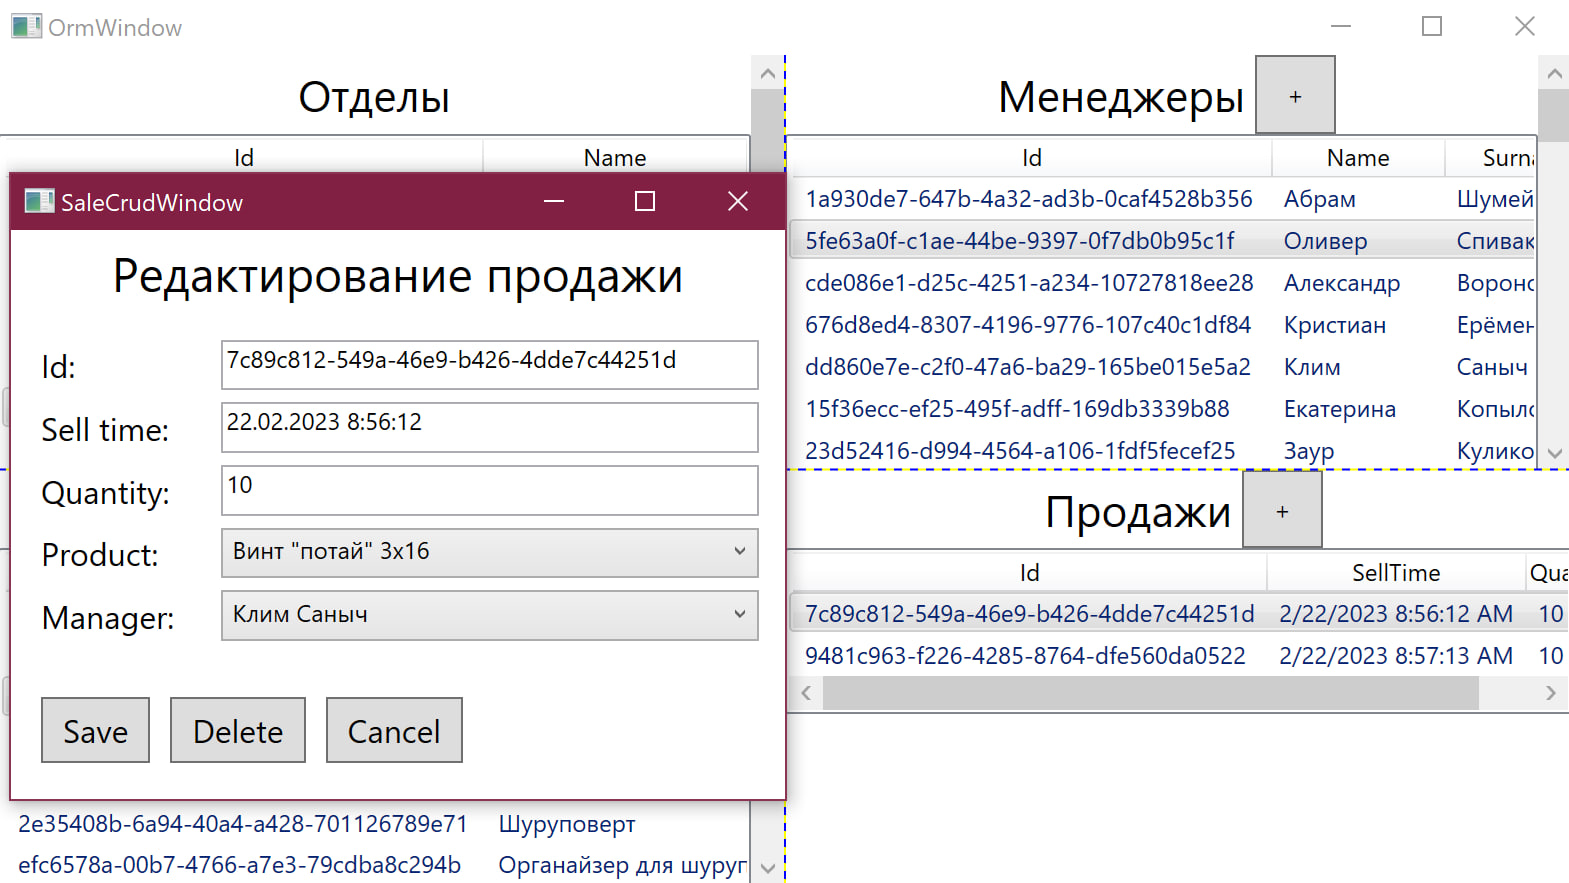 OrmWindow
Отделы
Id Name
SaleCrudWindow
Редактирование продажи
Id: 7c89c812-549a-46e9-b426-4dde7c44251d
Sell time: 22.02.2023 8:56:12
Quantity: 10
Product: Винт "потай" 3х16
Manager: Клим Саныч
Save Delete Cancel
2e35408b-6a94-40a4-a428-701126789e71 Шуруповерт
efc6578a-00b7-4766-a7e3-79cdba8c294b Органайзер для шуруп
Менеджеры +
Id Name Surna
1a930de7-647b-4a32-ad3b-0caf4528b356 Абрам Шумей
5fe63a0f-c1ae-44be-9397-0f7db0b95c1f Оливер Спивак
cde086e1-d25c-4251-a234-10727818ee28 Александр Вороно
676d8ed4-8307-4196-9776-107c40c1df84 Кристиан Ерёмен
dd860e7e-c2f0-47a6-ba29-165be015e5a2 Клим Саныч
15f36ecc-ef25-495f-adff-169db3339b88 Екатерина Копыло
23d52416-d994-4564-a106-1fdf5fecef25 Заур Кулико
Продажи +
Id SellTime Qua
7c89c812-549a-46e9-b426-4dde7c44251d 2/22/2023 8:56:12 AM 10
9481c963-f226-4285-8764-dfe560da0522 2/22/2023 8:57:13 AM 10